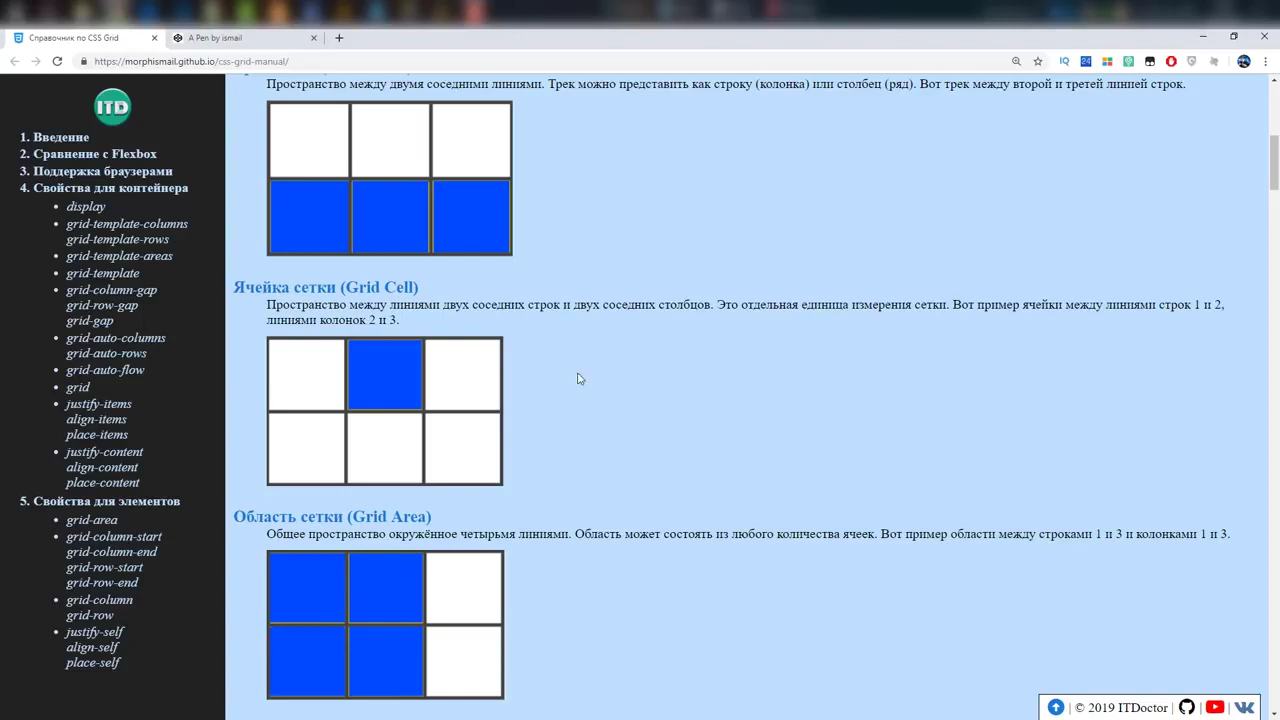 Справочник по CSS Grid
A Pen by ismail
https://morphismail.github.io/css-grid-manual/
IQ
24
ITD
1. Введение
2. Сравнение с Flexbox
3. Поддержка браузерами
4. Свойства для контейнера
display
grid-template-columns
grid-template-rows
grid-template-areas
grid-template
grid-column-gap
grid-row-gap
grid-gap
grid-auto-columns
grid-auto-rows
grid-auto-flow
grid
justify-items
align-items
place-items
justify-content
align-content
place-content
5. Свойства для элементов
grid-area
grid-column-start
grid-column-end
grid-row-start
grid-row-end
grid-column
grid-row
justify-self
align-self
place-self
Пространство между двумя соседними линиями. Трек можно представить как строку (колонка) или столбец (ряд). Вот трек между второй и третей линией строк.
Ячейка сетки (Grid Cell)
Пространство между линиями двух соседних строк и двух соседних столбцов. Это отдельная единица измерения сетки. Вот пример ячейки между линиями строк 1 и 2,
линиями колонок 2 и 3.
Область сетки (Grid Area)
Общее пространство окружённое четырьмя линиями. Область может состоять из любого количества ячеек. Вот пример области между строками 1 и 3 и колонками 1 и 3.
| © 2019 ITDoctor | | |